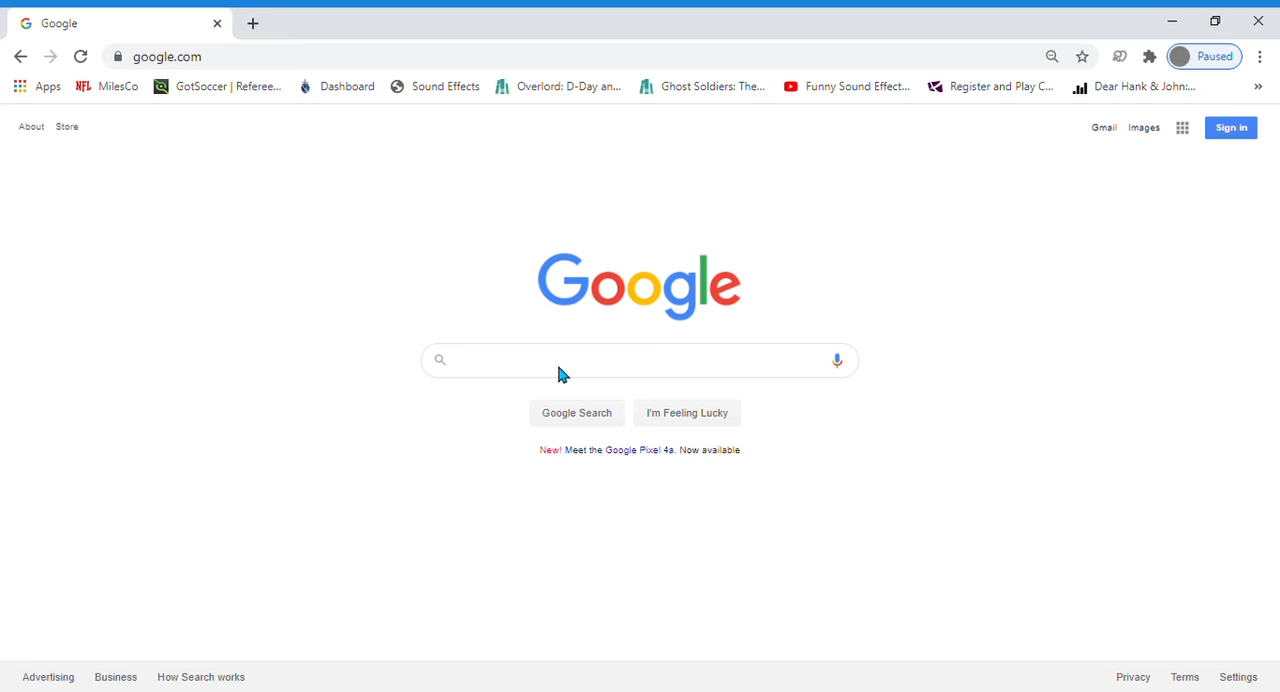 Google
google.com
Paused
Apps NFL MilesCo GotSoccer | Referee... Dashboard Sound Effects Overlord: D-Day an... Ghost Soldiers: The... Funny Sound Effect... Register and Play C... Dear Hank & John:... »
About Store Gmail Images Sign in
Google
Google Search I'm Feeling Lucky
New! Meet the Google Pixel 4a. Now available
Advertising Business How Search works Privacy Terms Settings